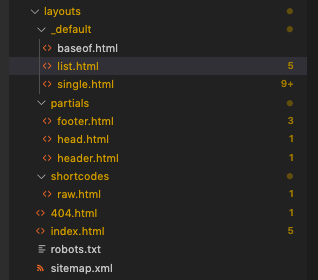 layouts
_default
baseof.html
list.html 5
single.html 9+
partials
footer.html 3
head.html 1
header.html 1
shortcodes
raw.html 1
404.html 1
index.html 5
robots.txt
sitemap.xml